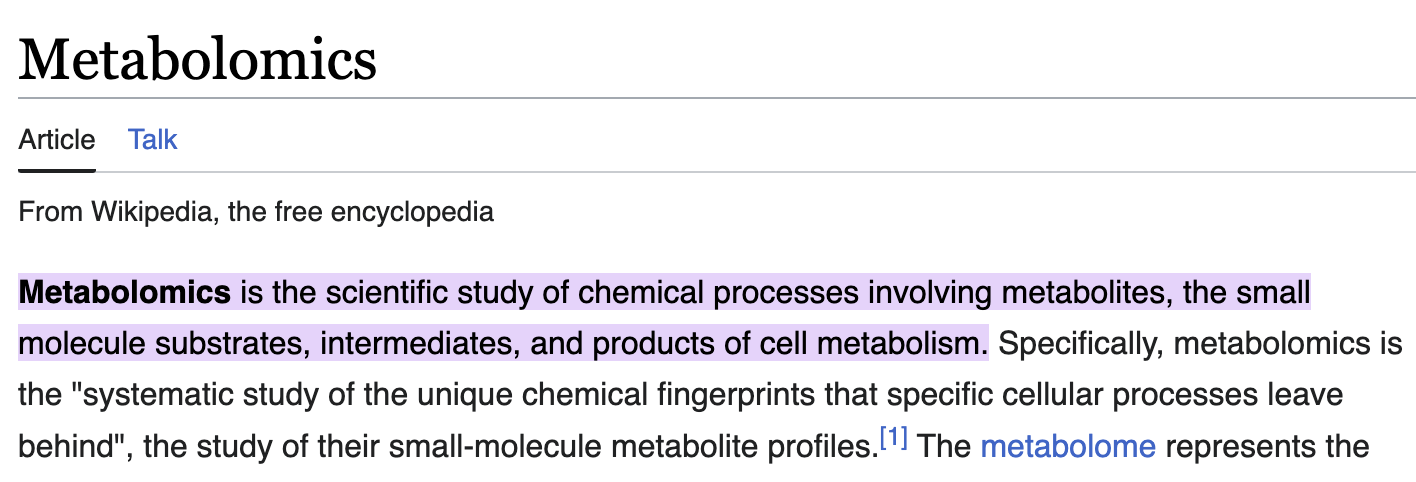 Metabolomics
Article Talk
From Wikipedia, the free encyclopedia
Metabolomics is the scientific study of chemical processes involving metabolites, the small
molecule substrates, intermediates, and products of cell metabolism. Specifically, metabolomics is
the "systematic study of the unique chemical fingerprints that specific cellular processes leave
behind", the study of their small-molecule metabolite profiles.[1] The metabolome represents the